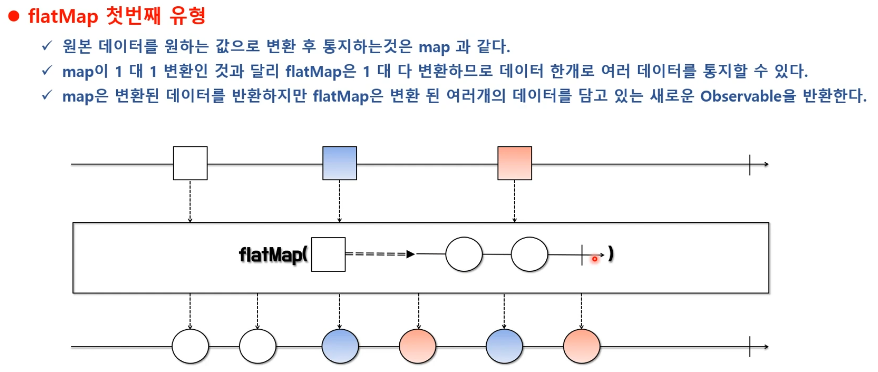 flatMap 첫번째 유형
원본 데이터를 원하는 값으로 변환 후 통지하는것은 map 과 같다.
map이 1 대 1 변환인 것과 달리 flatMap은 1 대 다 변환하므로 데이터 한개로 여러 데이터를 통지할 수 있다.
map은 변환된 데이터를 반환하지만 flatMap은 변환 된 여러개의 데이터를 담고 있는 새로운 Observable을 반환한다.
flatMap( )